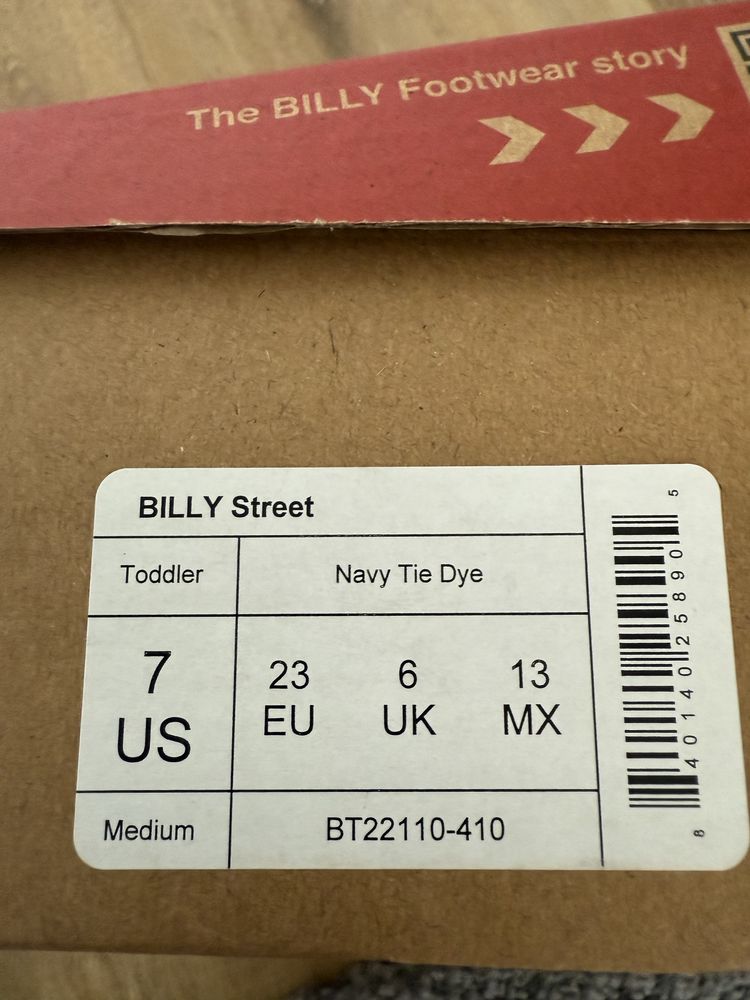 The BILLY Footwear story
BILLY Street
Toddler
Navy Tie Dye
7
US
23
EU
6
UK
13
MX
Medium
BT22110-410
8 40140 25890 5